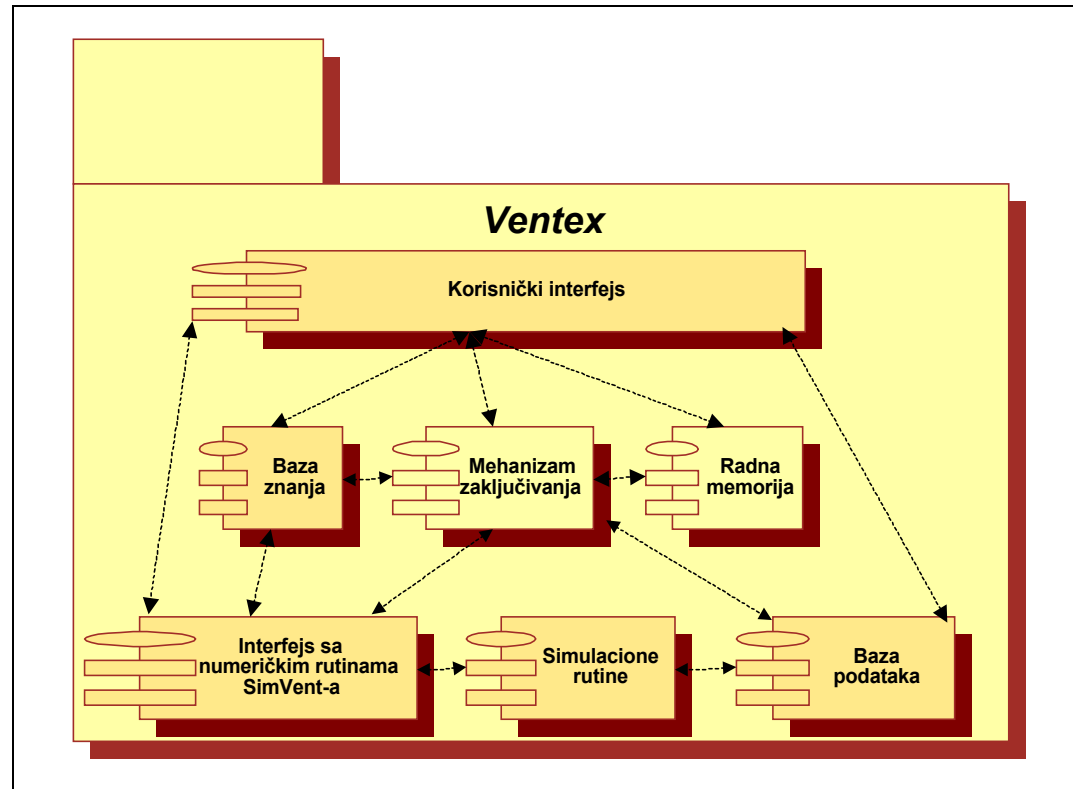 Ventex
Korisnički interfejs
Baza
znanja
Mehanizam
zaključivanja
Radna
memorija
Interfejs sa
numeričkim rutinama
SimVent-a
Simulacione
rutine
Baza
podataka